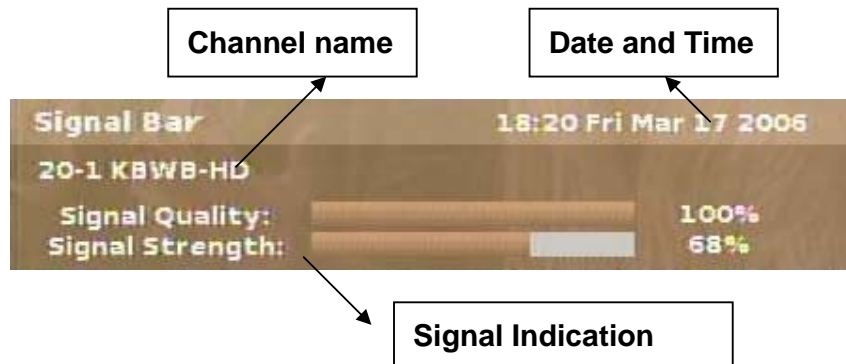 Channel name Date and Time
Signal Bar 18:20 Fri Mar 17 2006
20-1 KBWB-HD
Signal Quality: 100%
Signal Strength: 68%
Signal Indication